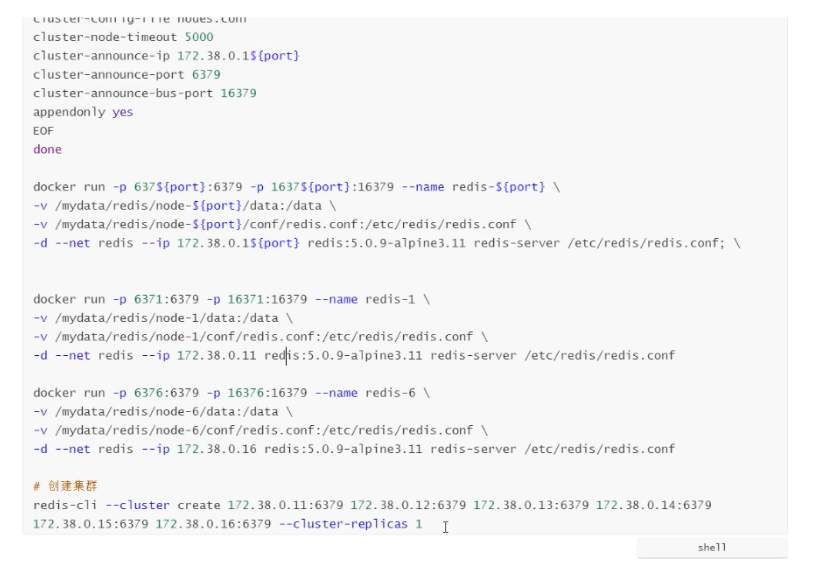 cluster-config-file nodes.conf
cluster-node-timeout 5000
cluster-announce-ip 172.38.0.1${port}
cluster-announce-port 6379
cluster-announce-bus-port 16379
appendonly yes
EOF
done
docker run -p 637${port}:6379 -p 1637${port}:16379 --name redis-${port} \
-v /mydata/redis/node-${port}/data:/data \
-v /mydata/redis/node-${port}/conf/redis.conf:/etc/redis/redis.conf \
-d --net redis --ip 172.38.0.1${port} redis:5.0.9-alpine3.11 redis-server /etc/redis/redis.conf; \
docker run -p 6371:6379 -p 16371:16379 --name redis-1 \
-v /mydata/redis/node-1/data:/data \
-v /mydata/redis/node-1/conf/redis.conf:/etc/redis/redis.conf \
-d --net redis --ip 172.38.0.11 redis:5.0.9-alpine3.11 redis-server /etc/redis/redis.conf
docker run -p 6376:6379 -p 16376:16379 --name redis-6 \
-v /mydata/redis/node-6/data:/data \
-v /mydata/redis/node-6/conf/redis.conf:/etc/redis/redis.conf \
-d --net redis --ip 172.38.0.16 redis:5.0.9-alpine3.11 redis-server /etc/redis/redis.conf
# 创建集群
redis-cli --cluster create 172.38.0.11:6379 172.38.0.12:6379 172.38.0.13:6379 172.38.0.14:6379
172.38.0.15:6379 172.38.0.16:6379 --cluster-replicas 1
shell